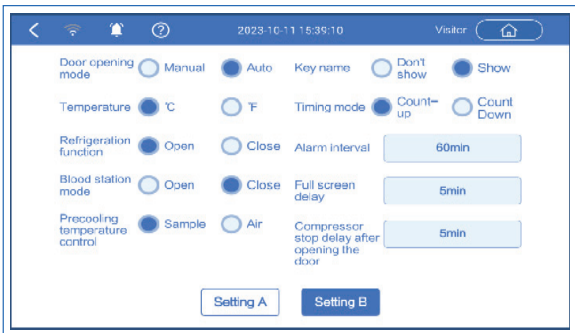 2023-10-11 15:39:10
Visitor
Door opening
mode
Manual
Auto
Key name
Don't
show
Show
Temperature
℃
℉
Timing mode
Count-
up
Count
Down
Refrigeration
function
Open
Close
Alarm interval
60min
Blood station
mode
Open
Close
Full screen
delay
5min
Precooling
temperature
control
Sample
Air
Compressor
stop delay after
opening the
door
5min
Setting A
Setting B